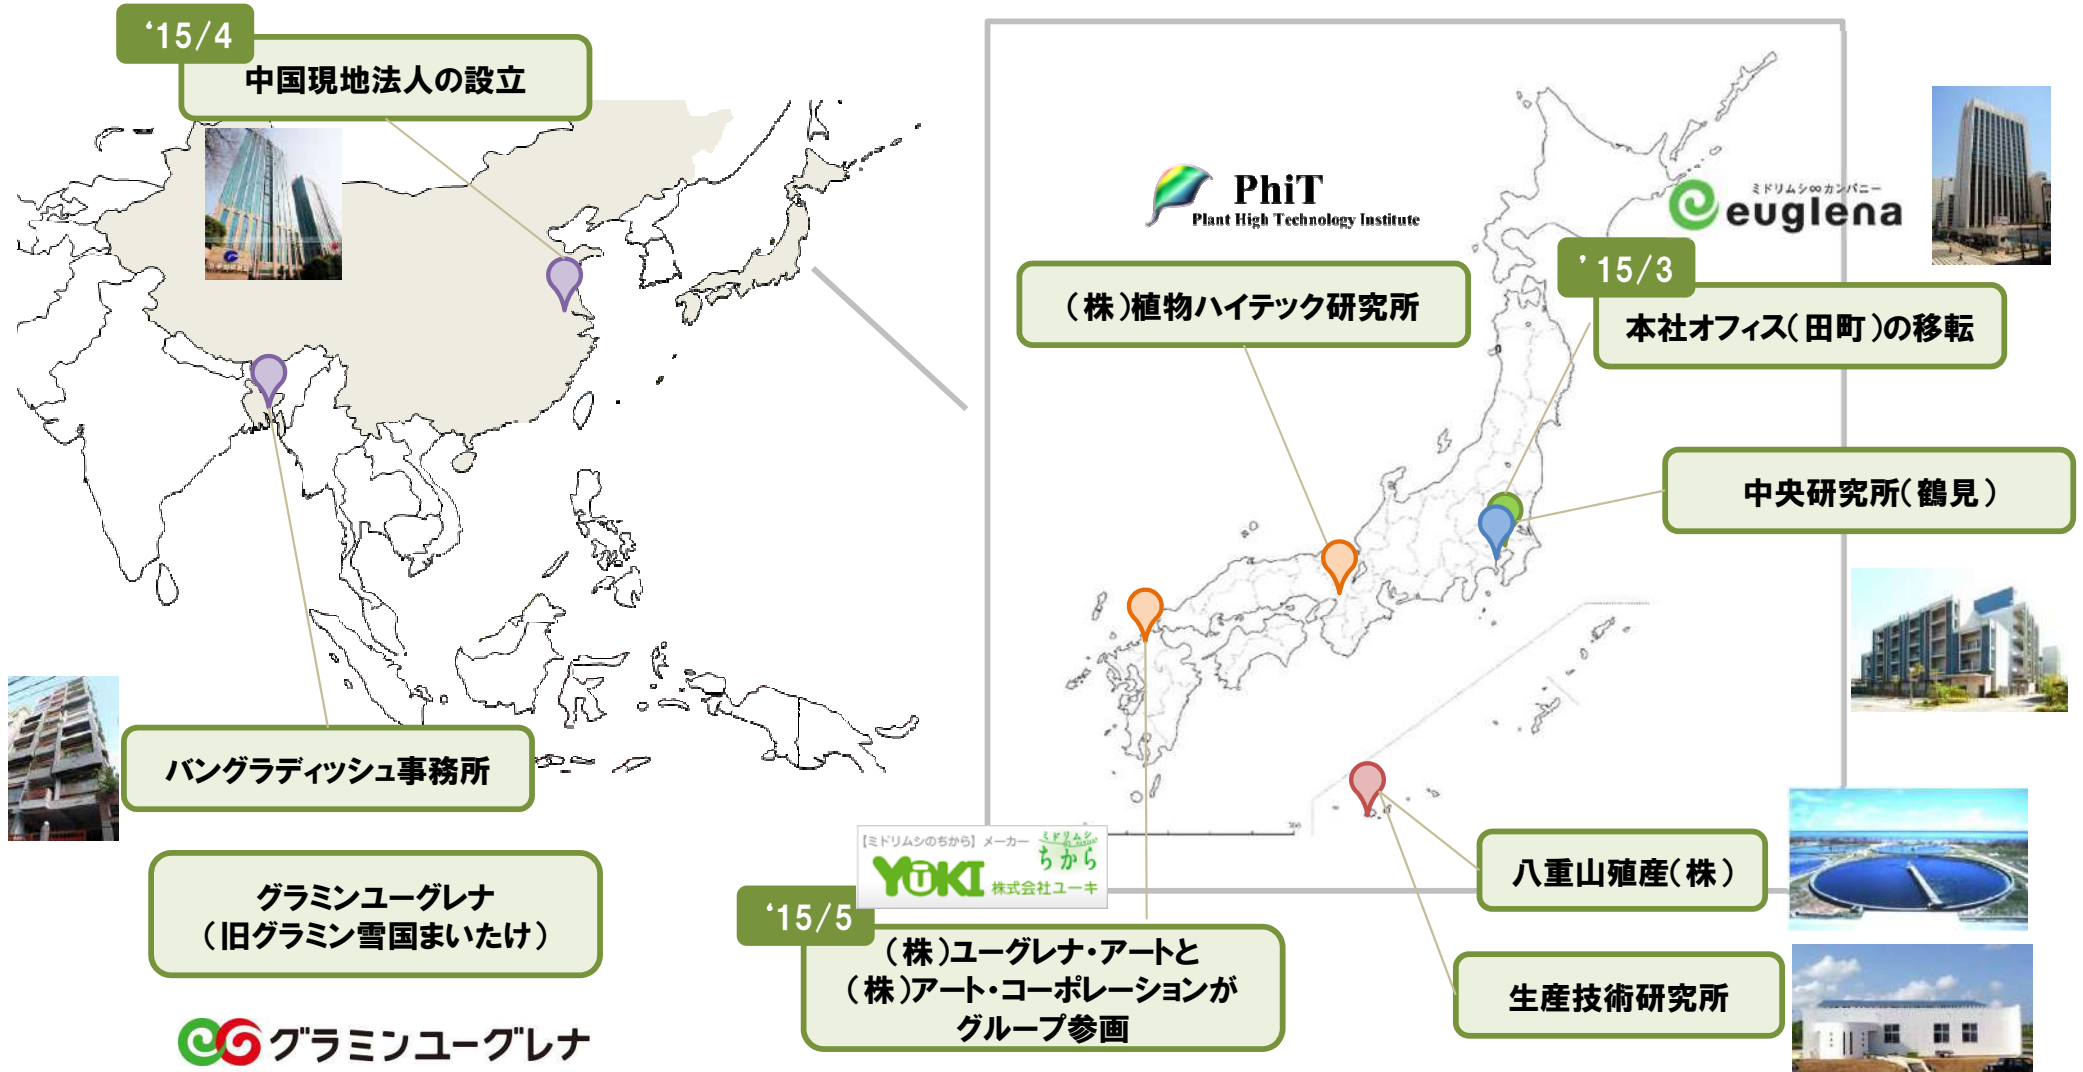 ‘15/4
中国現地法人の設立
PhiT
Plant High Technology Institute
ミドリムシ∞カンパニー
euglena
(株)植物ハイテック研究所
’15/3
本社オフィス(田町)の移転
中央研究所(鶴見)
バングラディッシュ事務所
グラミンユーグレナ
(旧グラミン雪国まいたけ)
グラミンユーグレナ
【ミドリムシのちから】メーカー
ミドリムシ
ちから
YŪKI
株式会社ユーキ
‘15/5
(株)ユーグレナ・アートと
(株)アート・コーポレーションが
グループ参画
八重山殖産(株)
生産技術研究所